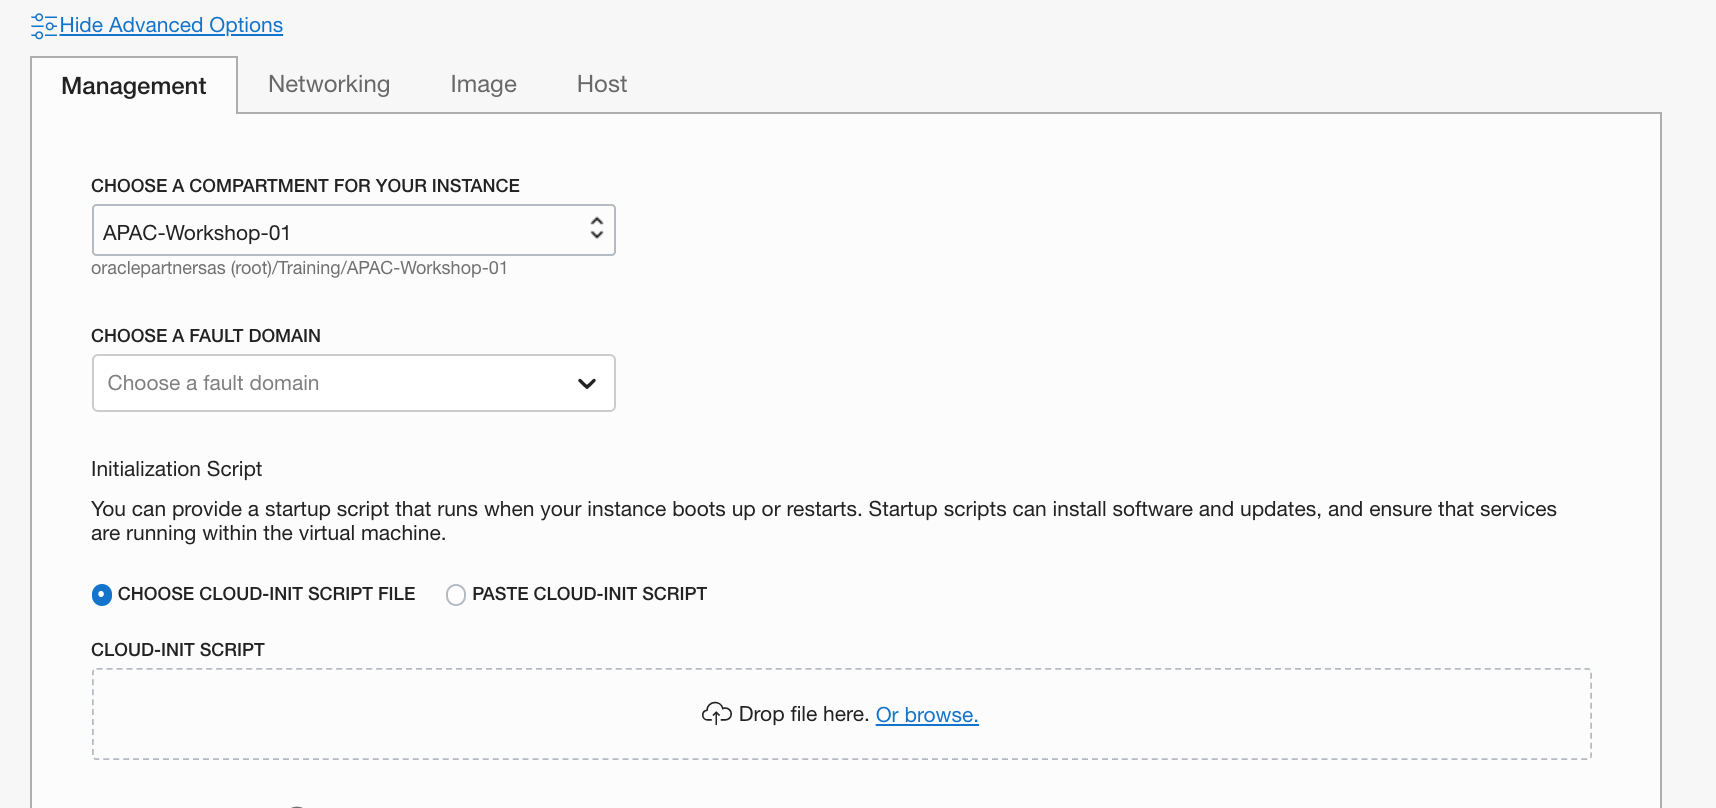 Hide Advanced Options
Management Networking Image Host
CHOOSE A COMPARTMENT FOR YOUR INSTANCE
APAC-Workshop-01
oraclepartnersas (root)/Training/APAC-Workshop-01
CHOOSE A FAULT DOMAIN
Choose a fault domain
Initialization Script
You can provide a startup script that runs when your instance boots up or restarts. Startup scripts can install software and updates, and ensure that services
are running within the virtual machine.
CHOOSE CLOUD-INIT SCRIPT FILE PASTE CLOUD-INIT SCRIPT
CLOUD-INIT SCRIPT
Drop file here. Or browse.